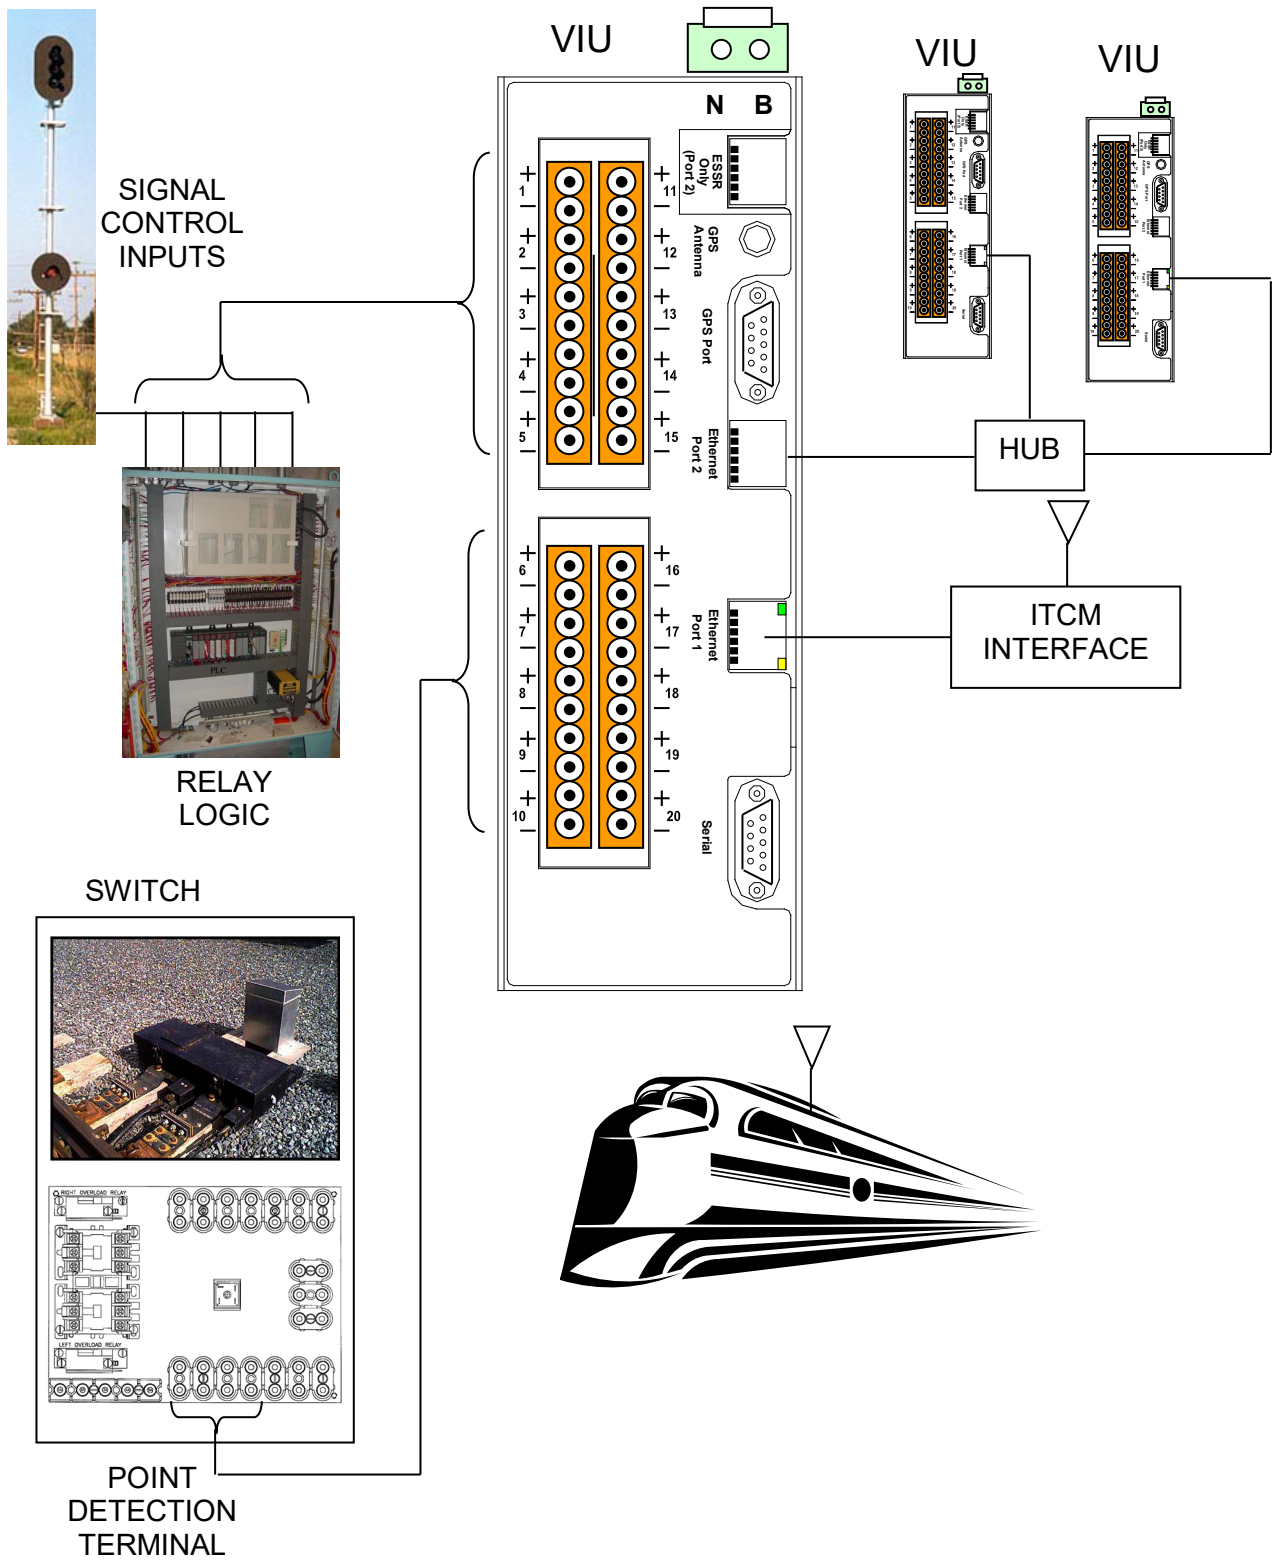 VIU
VIU
VIU
N B
SIGNAL
CONTROL
INPUTS
ESSR
Only
(Port 2)
GPS
Antenna
GPS Port
Ethernet
Port 2
Ethernet
Port 1
Serial
+
1
−
+
2
−
+
3
−
+
4
−
+
5
−
+
11
−
+
12
−
+
13
−
+
14
−
+
15
−
+
6
−
+
7
−
+
8
−
+
9
−
+
10
−
+
16
−
+
17
−
+
18
−
+
19
−
+
20
−
HUB
ITCM
INTERFACE
PLC
RELAY
LOGIC
SWITCH
RIGHT OVERLOAD RELAY
LEFT OVERLOAD RELAY
POINT
DETECTION
TERMINAL